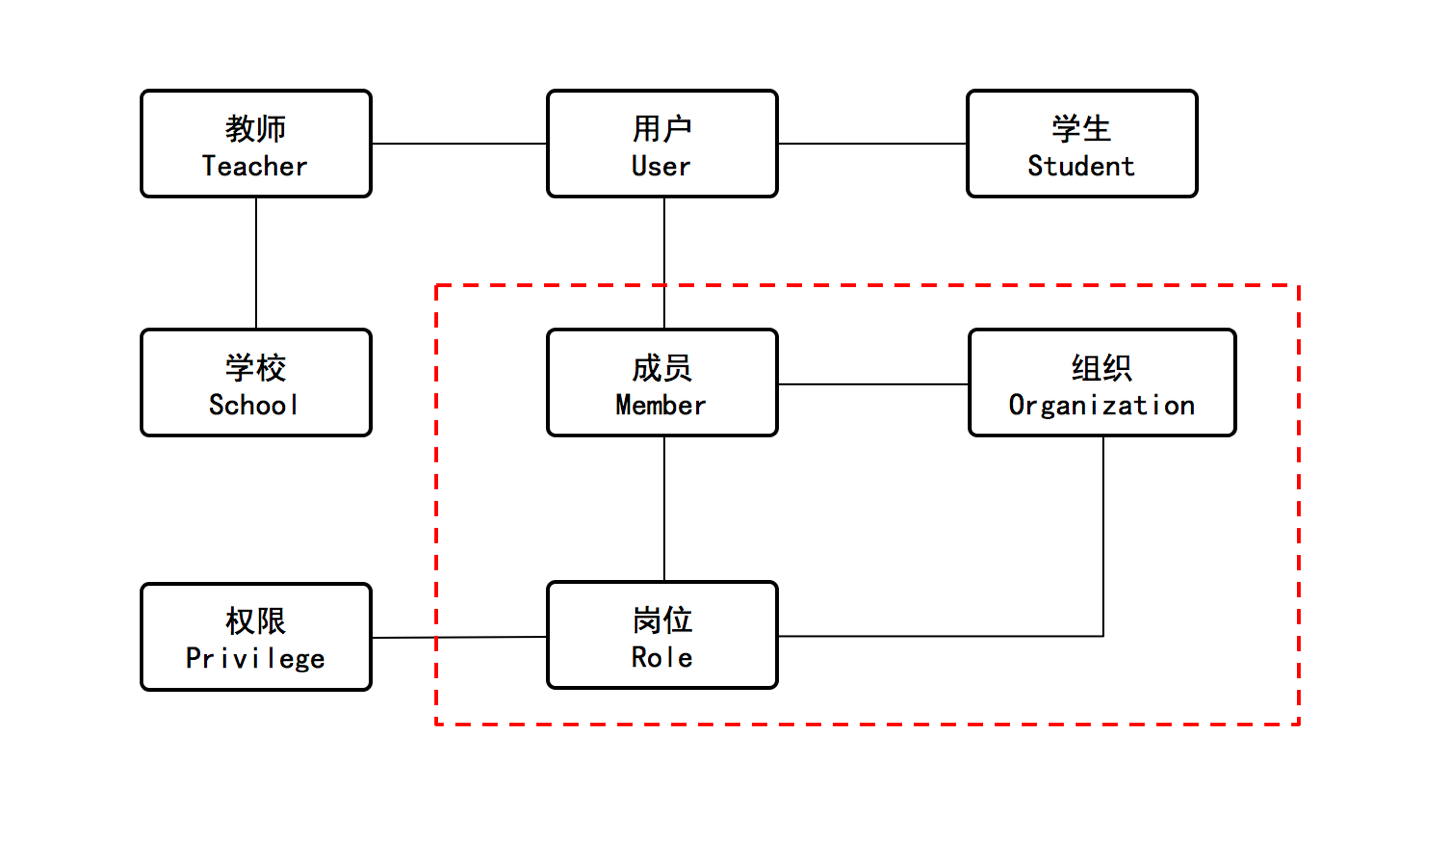 教师
Teacher
用户
User
学生
Student
学校
School
成员
Member
组织
Organization
权限
Privilege
岗位
Role